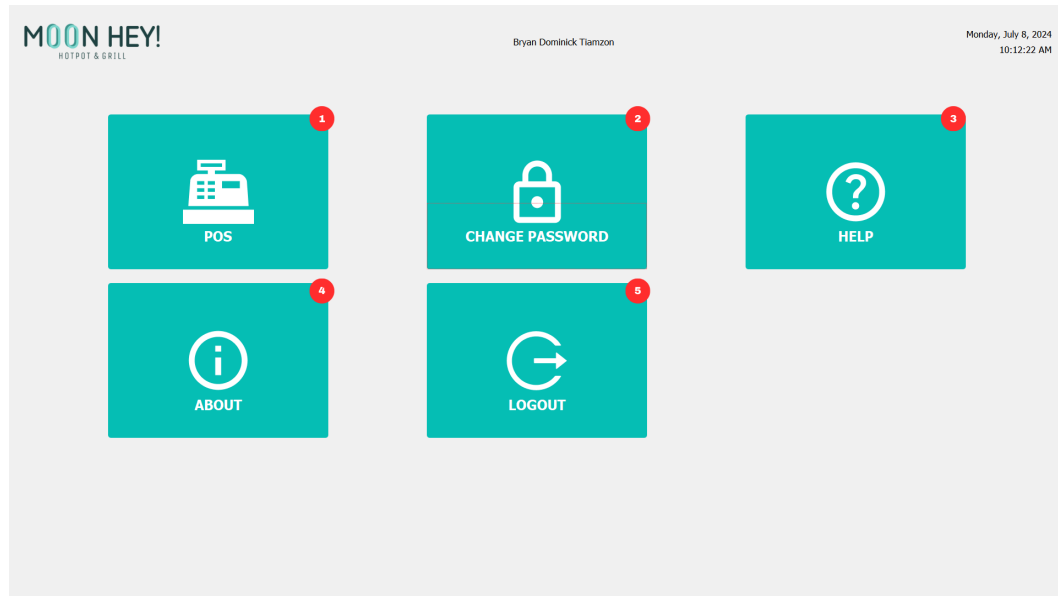 MOON HEY!
HOTPOT & GRILL
Bryan Dominick Tiamzon
Monday, July 8, 2024
10:12:22 AM
1
POS
2
CHANGE PASSWORD
3
HELP
4
ABOUT
5
LOGOUT